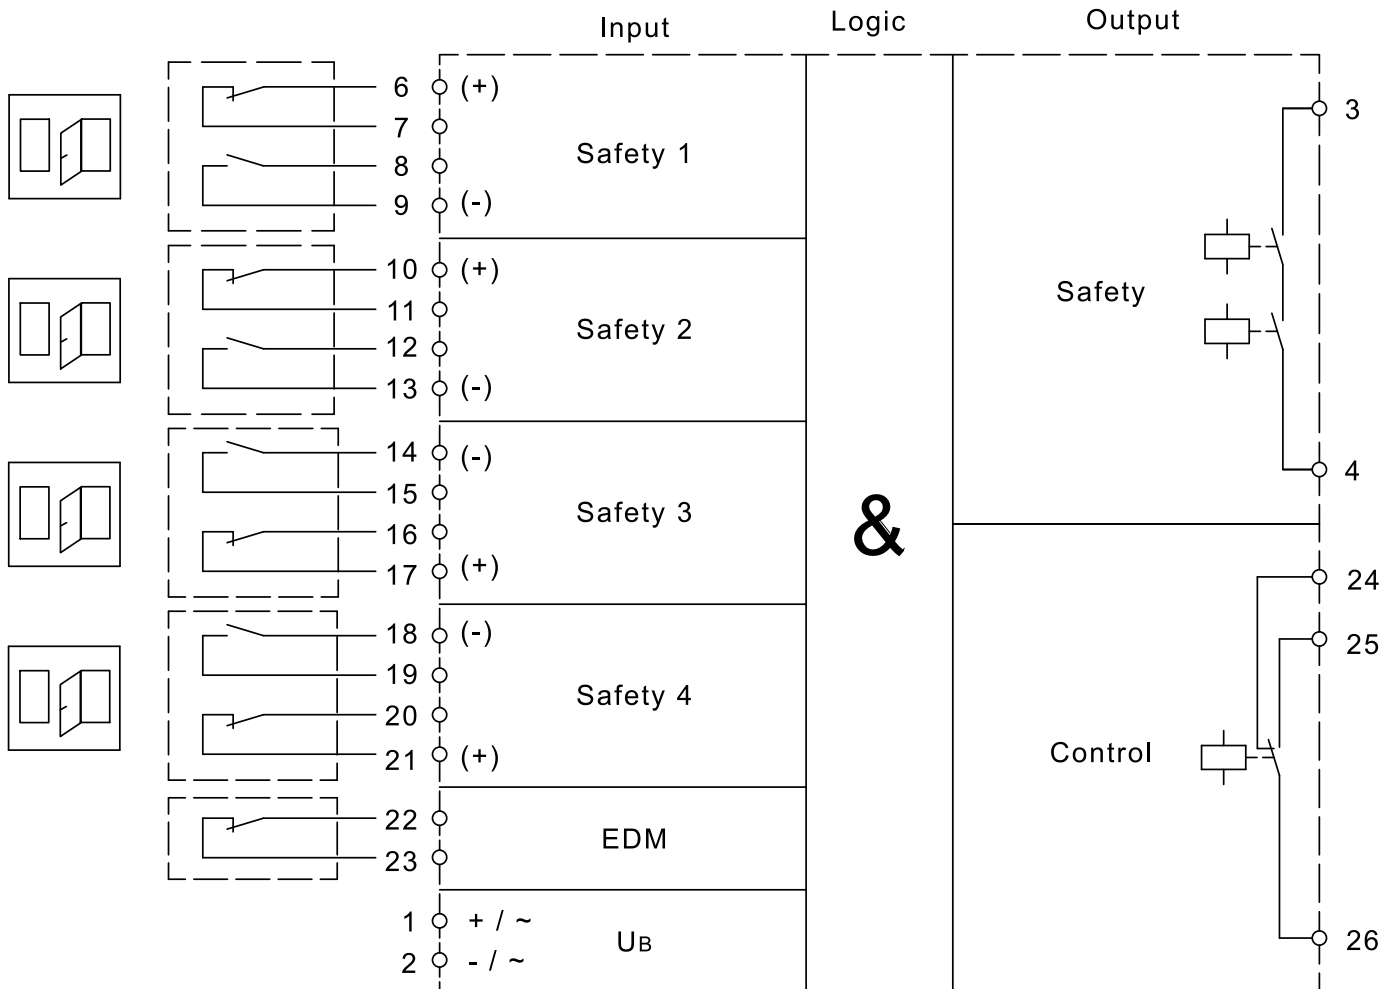 Input Logic Output
6 (+)
7
8
9 (-)
Safety 1
10 (+)
11
12
13 (-)
Safety 2
14 (-)
15
16
17 (+)
Safety 3
18 (-)
19
20
21 (+)
Safety 4
22
23
EDM
1 + / ~
2 - / ~
UB
&
3
Safety
4
24
25
Control
26